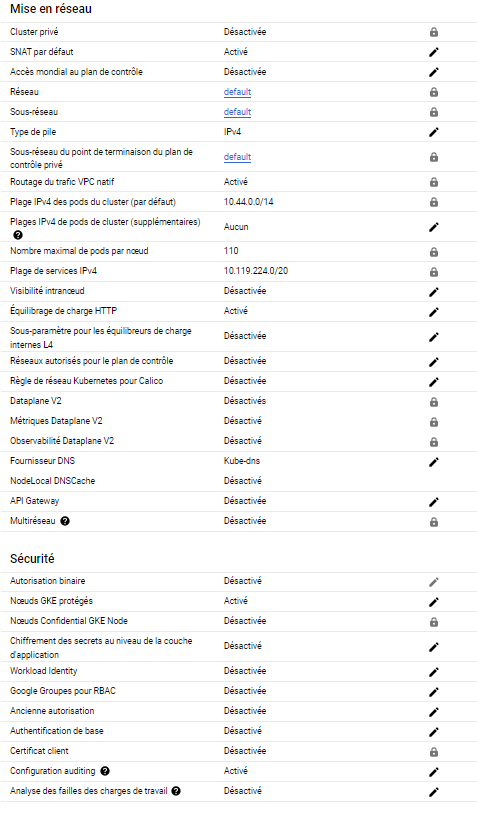 Mise en réseau
Cluster privé Désactivée
SNAT par défaut Activé
Accès mondial au plan de contrôle Désactivée
Réseau default
Sous-réseau default
Type de pile IPv4
Sous-réseau du point de terminaison du plan de
contrôle privé default
Routage du trafic VPC natif Activé
Plage IPv4 des pods du cluster (par défaut) 10.44.0.0/14
Plages IPv4 de pods de cluster (supplémentaires) Aucun
Nombre maximal de pods par nœud 110
Plage de services IPv4 10.119.224.0/20
Visibilité intranœud Désactivée
Équilibrage de charge HTTP Activé
Sous-paramètre pour les équilibreurs de charge
internes L4 Désactivée
Réseaux autorisés pour le plan de contrôle Désactivée
Règle de réseau Kubernetes pour Calico Désactivée
Dataplane V2 Désactivés
Métriques Dataplane V2 Désactivé
Observabilité Dataplane V2 Désactivé
Fournisseur DNS Kube-dns
NodeLocal DNSCache Désactivé
API Gateway Désactivée
Multiréseau Désactivée
Sécurité
Autorisation binaire Désactivé
Nœuds GKE protégés Activé
Nœuds Confidential GKE Node Désactivée
Chiffrement des secrets au niveau de la couche
d'application Désactivé
Workload Identity Désactivée
Google Groupes pour RBAC Désactivée
Ancienne autorisation Désactivée
Authentification de base Désactivé
Certificat client Désactivée
Configuration auditing Activé
Analyse des failles des charges de travail Désactivé